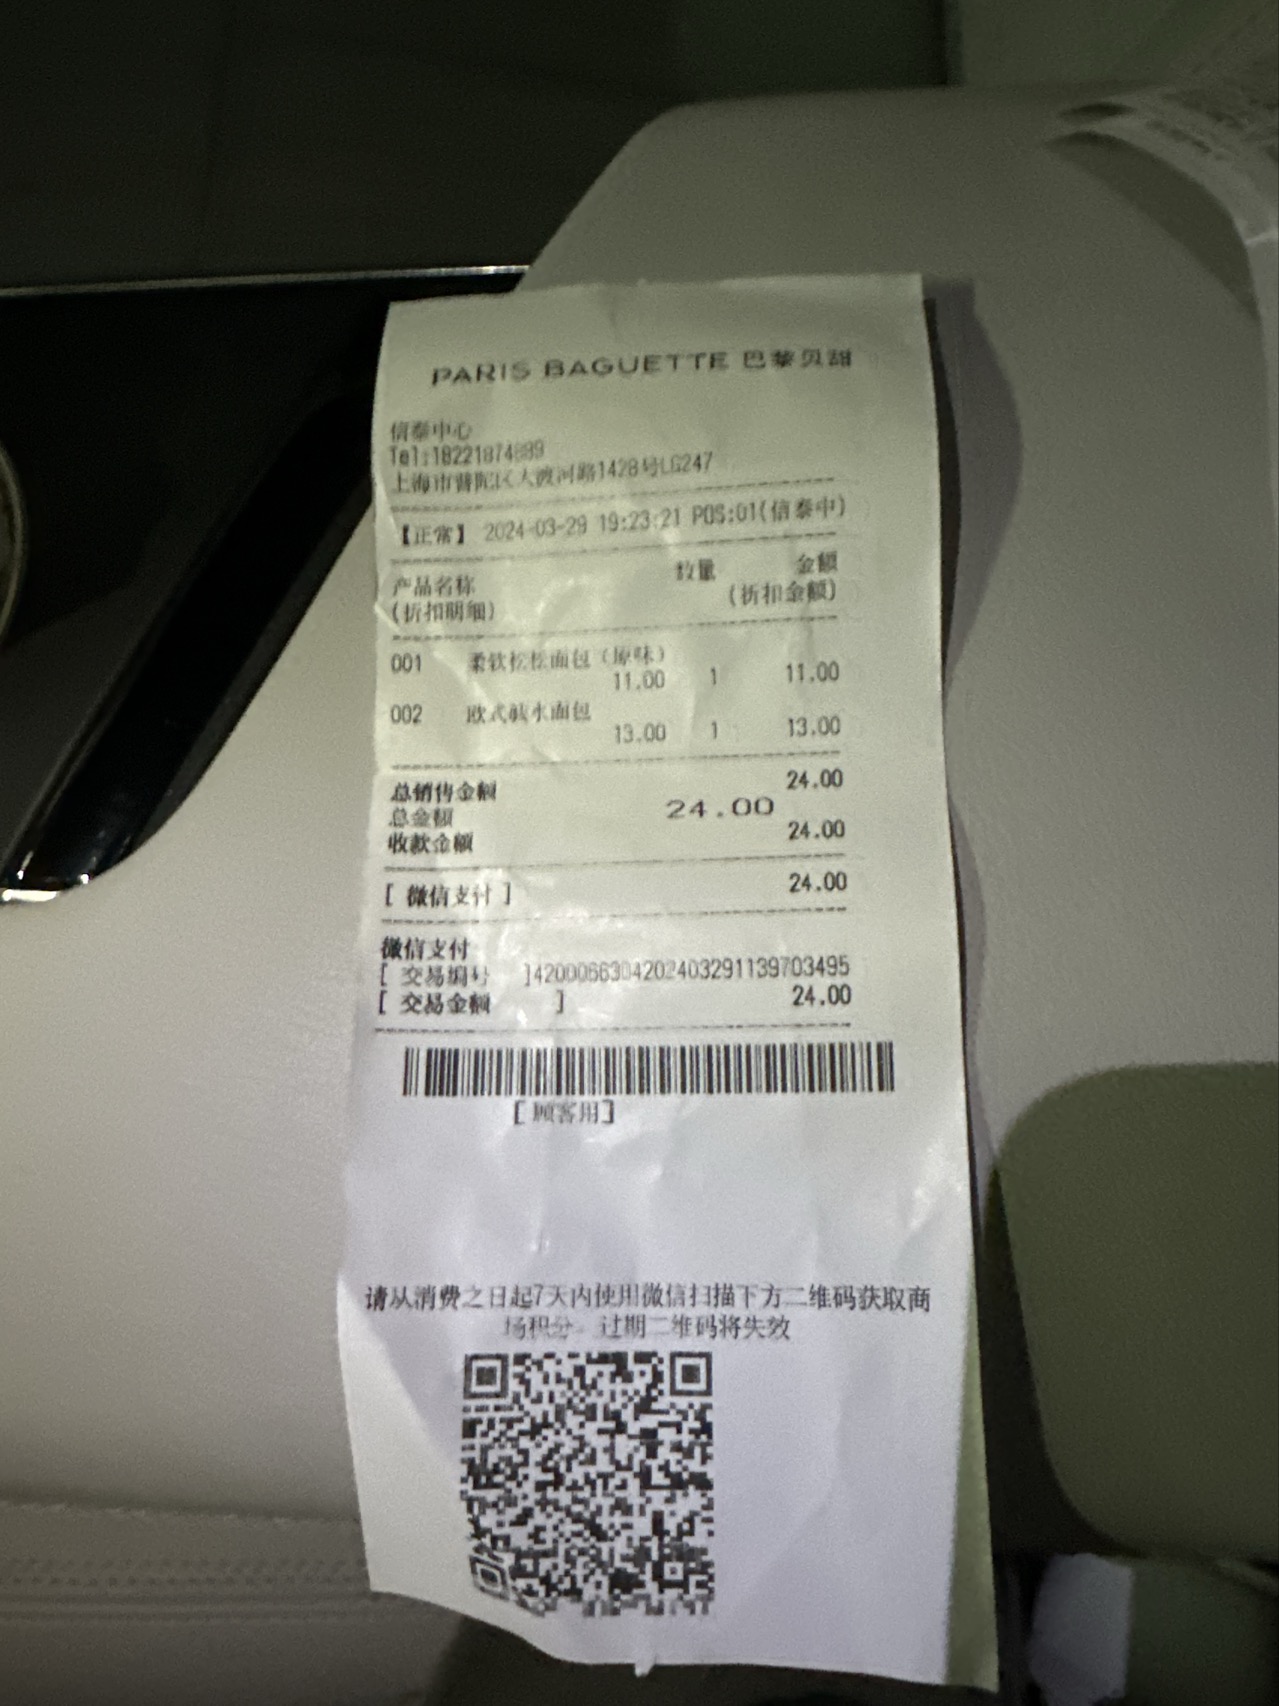 PARIS BAGUETTE 巴黎贝甜
信泰中心
Tel:18221874899
上海市普陀区大渡河路1428号LG247
【正常】 2024-03-29 19:23:21 POS:01(信泰中)
产品名称 数量 金额
(折扣明细) (折扣金额)
001 柔软松松面包(原味)
11.00 1 11.00
002 欧式碱水面包
13.00 1 13.00
总销售金额 24.00
总金额 24.00
收款金额 24.00
[ 微信支付 ] 24.00
微信支付
[ 交易编号 ]4200066304202403291139703495
[ 交易金额 ] 24.00
[ 顾客用]
请从消费之日起7天内使用微信扫描下方二维码获取商
场积分 过期二维码将失效